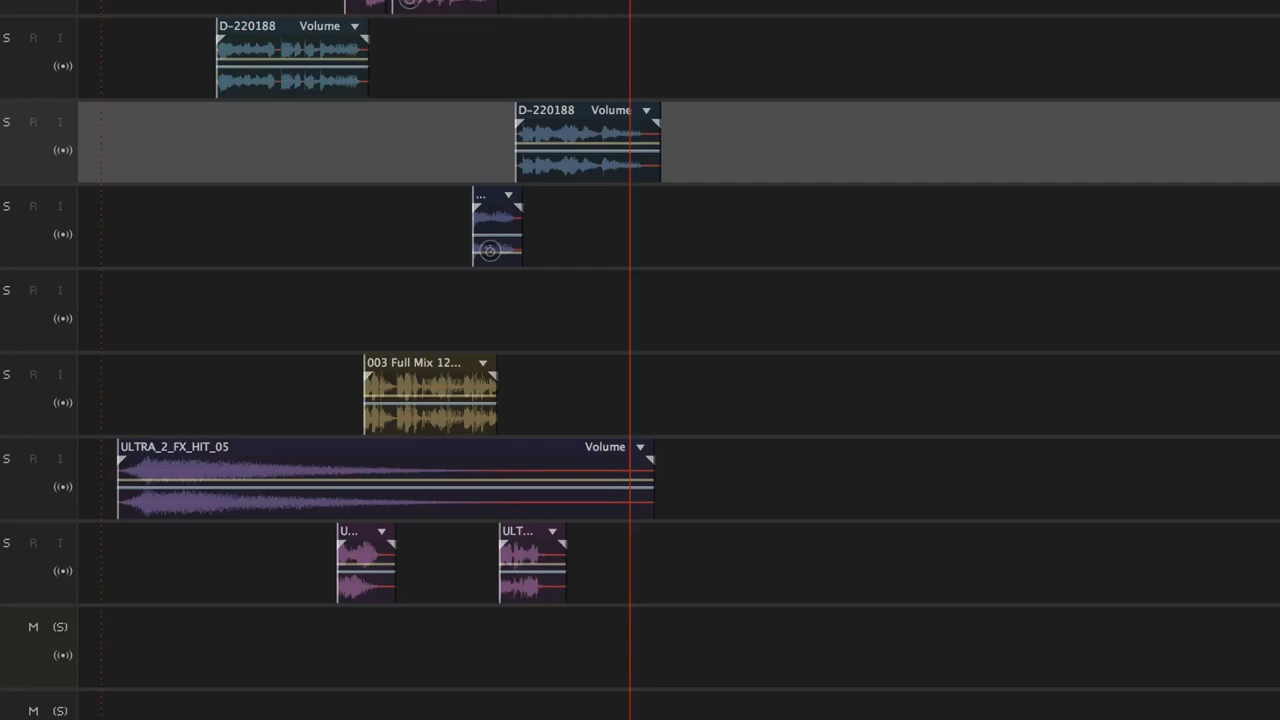 D-220188 Volume
S R I
D-220188 Volume
S R I
...
S R I
S R I
003 Full Mix 12...
S R I
ULTRA_2_FX_HIT_05 Volume
S R I
U... ULT...
S R I
M (S)
M (S)